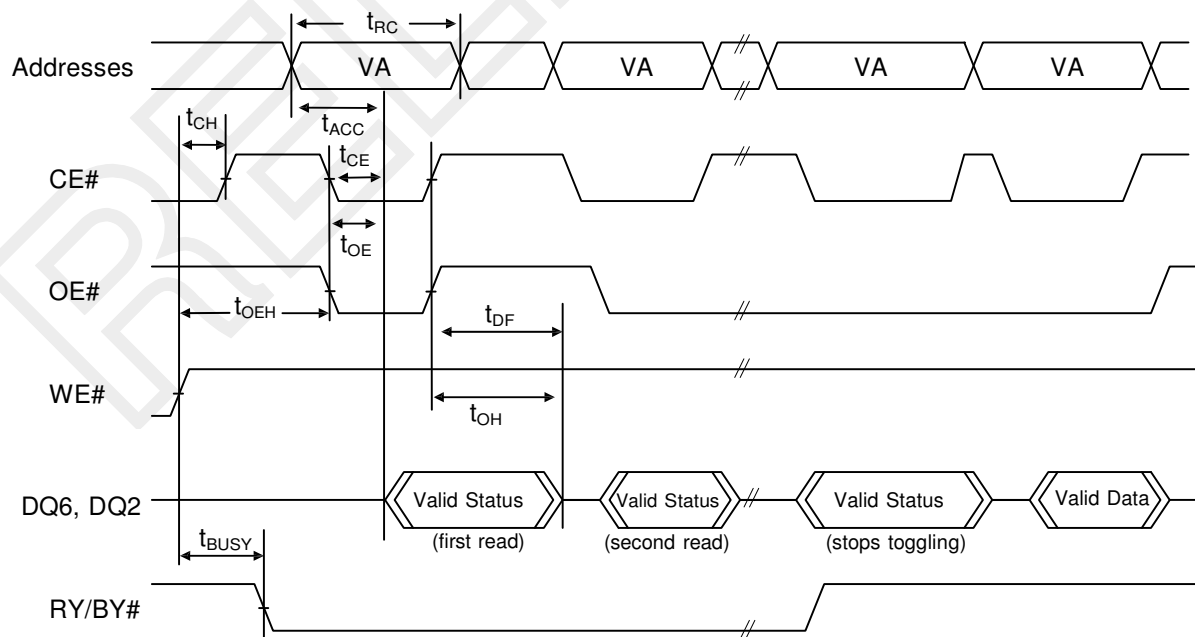 tRC
Addresses VA VA VA VA
tCH tACC
tCE
CE#
tOE
OE#
tOEH
tDF
WE#
tOH
DQ6, DQ2 Valid Status Valid Status Valid Status Valid Data
(first read) (second read) (stops toggling)
tBUSY
RY/BY#